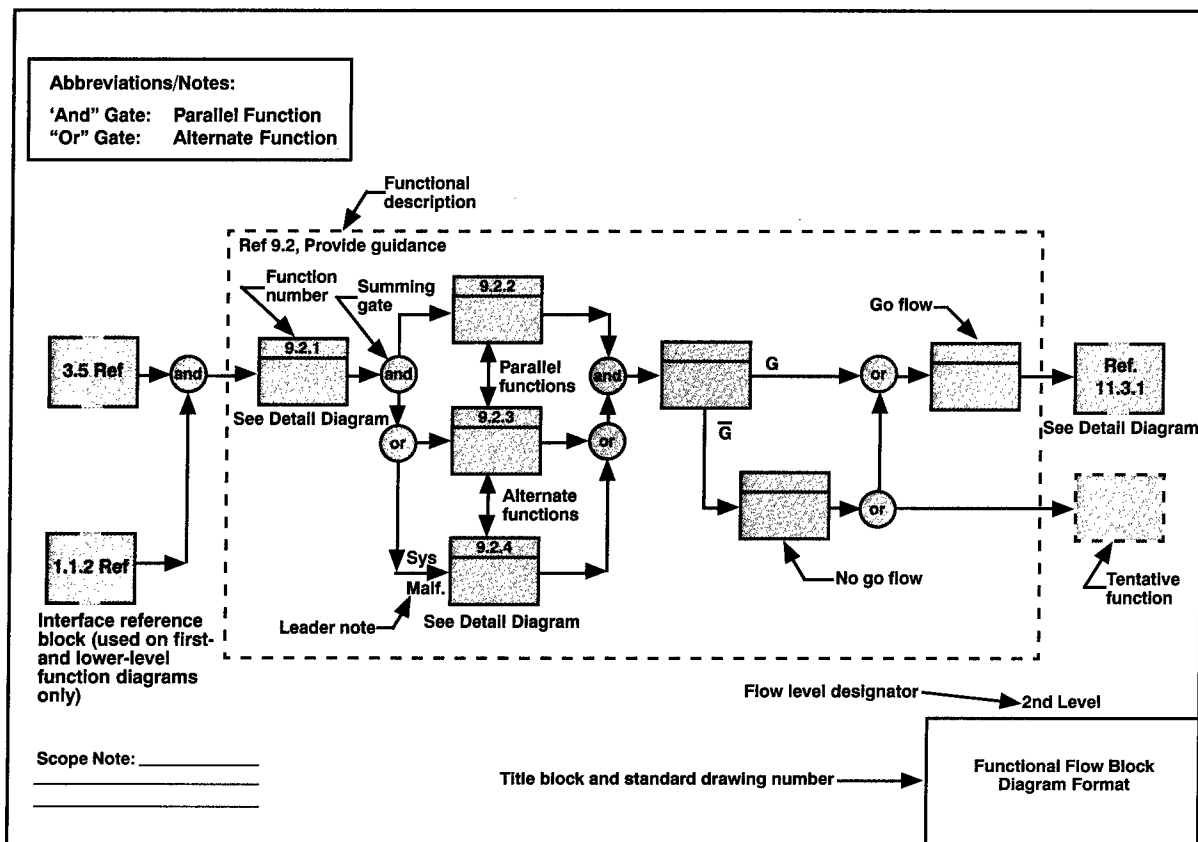 Abbreviations/Notes:
'And" Gate: Parallel Function
"Or" Gate: Alternate Function
Functional
description
Ref 9.2, Provide guidance
Function
number
Summing
gate
9.2.2
Go flow
9.2.1
3.5 Ref
and
and
Parallel
functions
and
G
or
Ref.
11.3.1
See Detail Diagram
See Detail Diagram
or
9.2.3
or
G̅
Alternate
functions
or
1.1.2 Ref
9.2.4
Sys
Malf.
No go flow
Tentative
function
Leader note
See Detail Diagram
Interface reference
block (used on first-
and lower-level
function diagrams
only)
Flow level designator
2nd Level
Scope Note:
Title block and standard drawing number
Functional Flow Block
Diagram Format